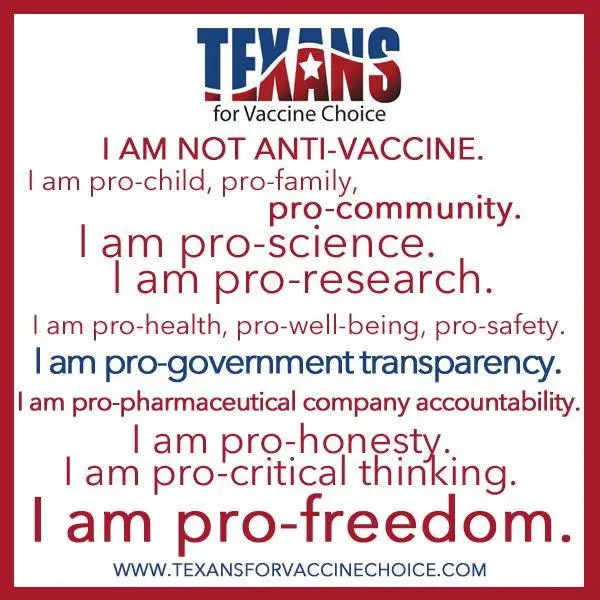 TEXANS
for Vaccine Choice
I AM NOT ANTI-VACCINE.
I am pro-child, pro-family,
pro-community.
I am pro-science.
I am pro-research.
I am pro-health, pro-well-being, pro-safety.
I am pro-government transparency.
I am pro-pharmaceutical company accountability.
I am pro-honesty.
I am pro-critical thinking.
I am pro-freedom.
WWW.TEXANSFORVACCINECHOICE.COM